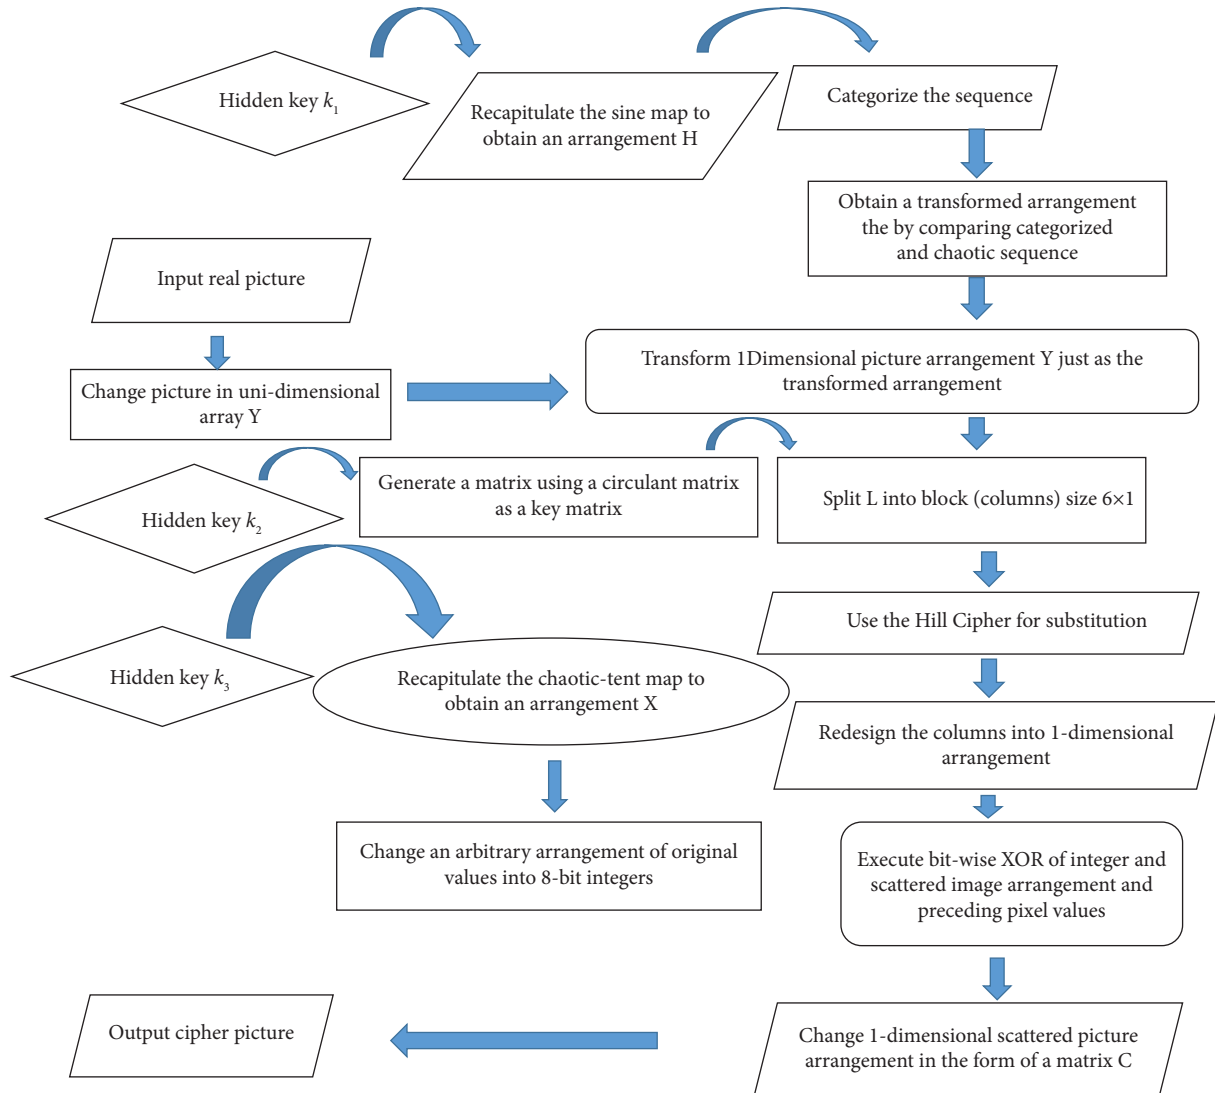 Hidden key k1
Recapitulate the sine map to
obtain an arrangement H
Categorize the sequence
Obtain a transformed arrangement
the by comparing categorized
and chaotic sequence
Input real picture
Change picture in uni-dimensional
array Y
Transform 1Dimensional picture arrangement Y just as the
transformed arrangement
Hidden key k2
Generate a matrix using a circulant matrix
as a key matrix
Split L into block (columns) size 6×1
Use the Hill Cipher for substitution
Hidden key k3
Recapitulate the chaotic-tent map to
obtain an arrangement X
Redesign the columns into 1-dimensional
arrangement
Change an arbitrary arrangement of original
values into 8-bit integers
Execute bit-wise XOR of integer and
scattered image arrangement and
preceding pixel values
Change 1-dimensional scattered picture
arrangement in the form of a matrix C
Output cipher picture